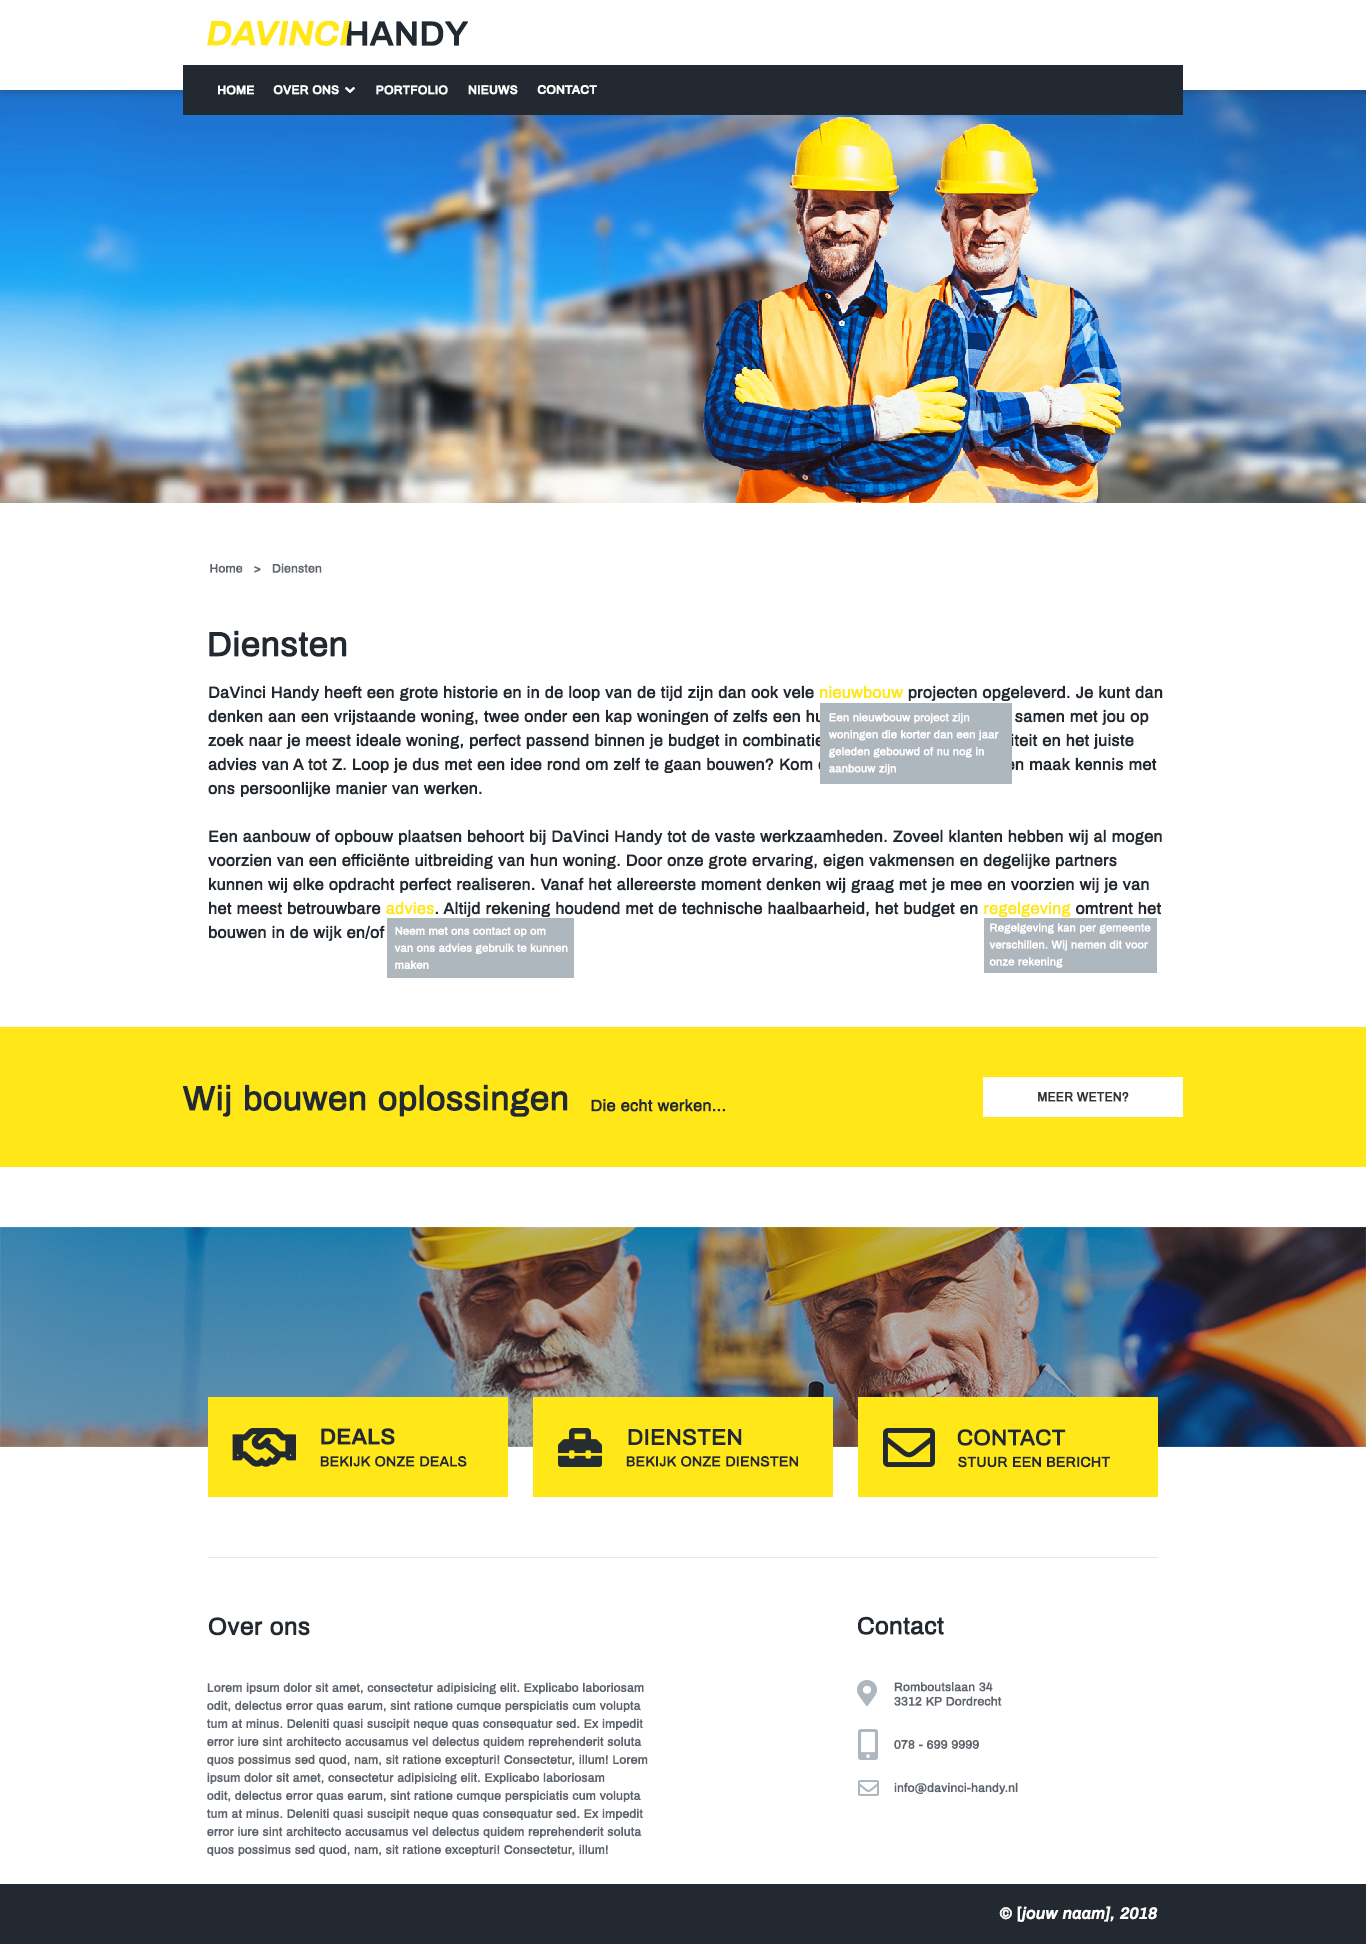 DAVINCIHANDY
HOME OVER ONS PORTFOLIO NIEUWS CONTACT
Home > Diensten
Diensten
DaVinci Handy heeft een grote historie en in de loop van de tijd zijn dan ook vele nieuwbouw projecten opgeleverd. Je kunt dan
denken aan een vrijstaande woning, twee onder een kap woningen of zelfs een hu samen met jou op
zoek naar je meest ideale woning, perfect passend binnen je budget in combinatie iteit en het juiste
advies van A tot Z. Loop je dus met een idee rond om zelf te gaan bouwen? Kom en maak kennis met
ons persoonlijke manier van werken.
Een nieuwbouw project zijn
woningen die korter dan een jaar
geleden gebouwd of nu nog in
aanbouw zijn
Een aanbouw of opbouw plaatsen behoort bij DaVinci Handy tot de vaste werkzaamheden. Zoveel klanten hebben wij al mogen
voorzien van een efficiënte uitbreiding van hun woning. Door onze grote ervaring, eigen vakmensen en degelijke partners
kunnen wij elke opdracht perfect realiseren. Vanaf het allereerste moment denken wij graag met je mee en voorzien wij je van
het meest betrouwbare advies. Altijd rekening houdend met de technische haalbaarheid, het budget en regelgeving omtrent het
bouwen in de wijk en/of
Neem met ons contact op om
van ons advies gebruik te kunnen
maken
Regelgeving kan per gemeente
verschillen. Wij nemen dit voor
onze rekening
Wij bouwen oplossingen Die echt werken...
MEER WETEN?
DEALS
BEKIJK ONZE DEALS
DIENSTEN
BEKIJK ONZE DIENSTEN
CONTACT
STUUR EEN BERICHT
Over ons
Lorem ipsum dolor sit amet, consectetur adipisicing elit. Explicabo laboriosam
odit, delectus error quas earum, sint ratione cumque perspiciatis cum volupta
tum at minus. Deleniti quasi suscipit neque quas consequatur sed. Ex impedit
error iure sint architecto accusamus vel delectus quidem reprehenderit soluta
quos possimus sed quod, nam, sit ratione excepturi! Consectetur, illum! Lorem
ipsum dolor sit amet, consectetur adipisicing elit. Explicabo laboriosam
odit, delectus error quas earum, sint ratione cumque perspiciatis cum volupta
tum at minus. Deleniti quasi suscipit neque quas consequatur sed. Ex impedit
error iure sint architecto accusamus vel delectus quidem reprehenderit soluta
quos possimus sed quod, nam, sit ratione excepturi! Consectetur, illum!
Contact
Romboutslaan 34
3312 KP Dordrecht
078 - 699 9999
info@davinci-handy.nl
© [jouw naam], 2018